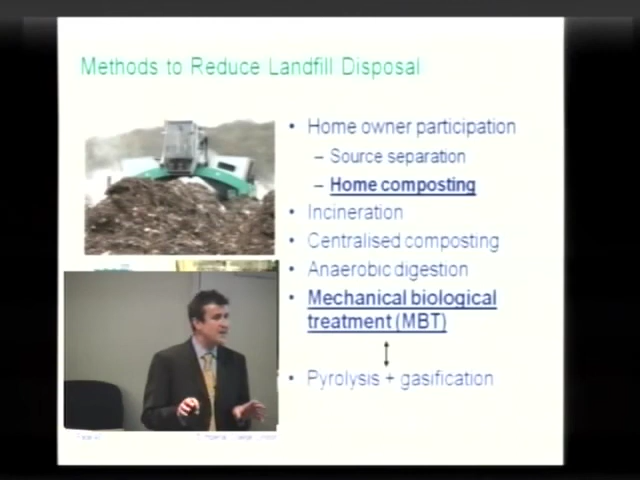 Methods to Reduce Landfill Disposal
• Home owner participation
– Source separation
– Home composting
• Incineration
• Centralised composting
• Anaerobic digestion
• Mechanical biological
treatment (MBT)
• Pyrolysis + gasification